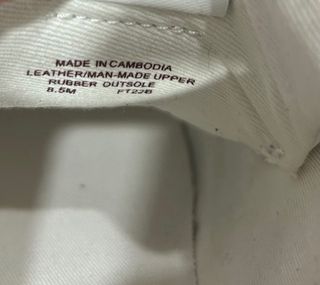 MADE IN CAMBODIA
LEATHER/MAN-MADE UPPER
RUBBER OUTSOLE
8.5M FT22B